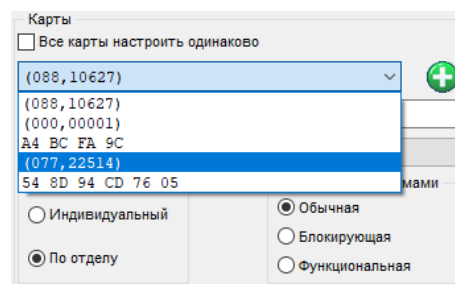 Карты
Все карты настроить одинаково
(088,10627)
(088,10627)
(000,00001)
A4 BC FA 9C
(077,22514)
54 8D 94 CD 76 05
Индивидуальный
Обычная
Блокирующая
По отделу
Функциональная